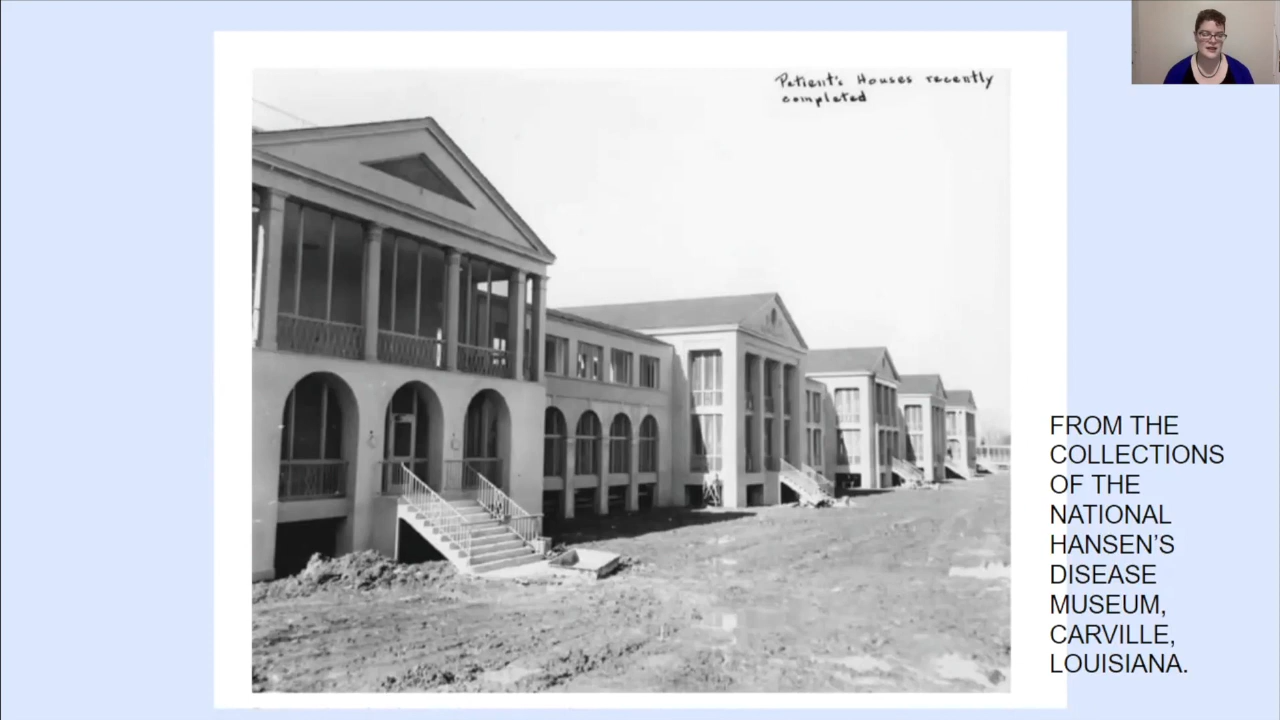 Patient's Houses recently
completed
FROM THE
COLLECTIONS
OF THE
NATIONAL
HANSEN'S
DISEASE
MUSEUM,
CARVILLE,
LOUISIANA.